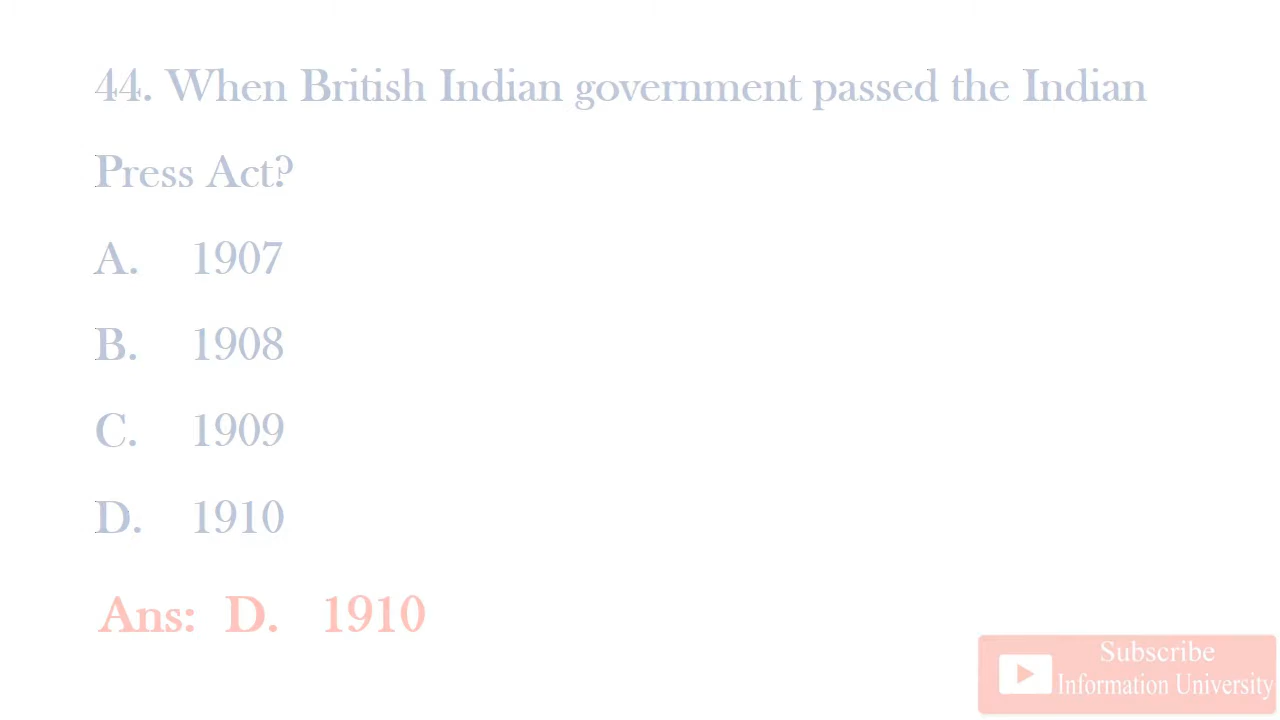 44. When British Indian government passed the Indian
Press Act?
A. 1907
B. 1908
C. 1909
D. 1910
Ans: D. 1910
Subscribe
Information University